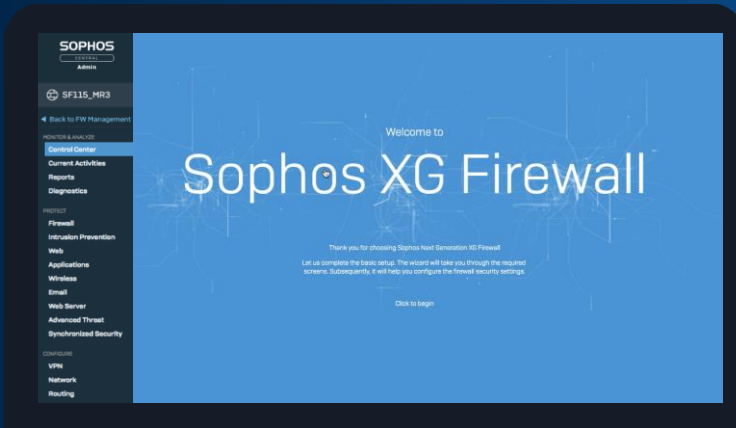 SOPHOS
CENTRAL
Admin
SF115_MR3
Back to FW Management
MONITOR & ANALYZE
Control Center
Current Activities
Reports
Diagnostics
PROTECT
Firewall
Intrusion Prevention
Web
Applications
Wireless
Email
Web Server
Advanced Threat
Synchronized Security
CONFIGURE
VPN
Network
Routing
Welcome to
Sophos XG Firewall
Thank you for choosing Sophos Next Generation XG Firewall
Let us complete the basic setup. The wizard will take you through the required
screens. Subsequently, it will help you configure the firewall security settings.
Click to begin